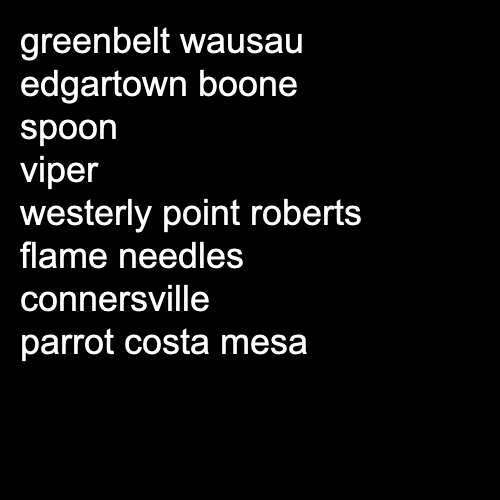 greenbelt wausau
edgartown boone
spoon
viper
westerly point roberts
flame needles
connersville
parrot costa mesa